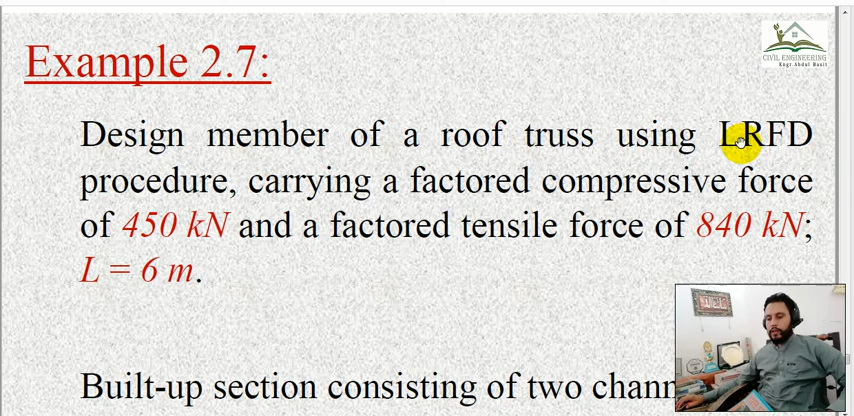 CIVIL ENGINEERING
Engr.Abdul Basit
Example 2.7:
Design member of a roof truss using LRFD
procedure, carrying a factored compressive force
of 450 kN and a factored tensile force of 840 kN;
L = 6 m.
Built-up section consisting of two